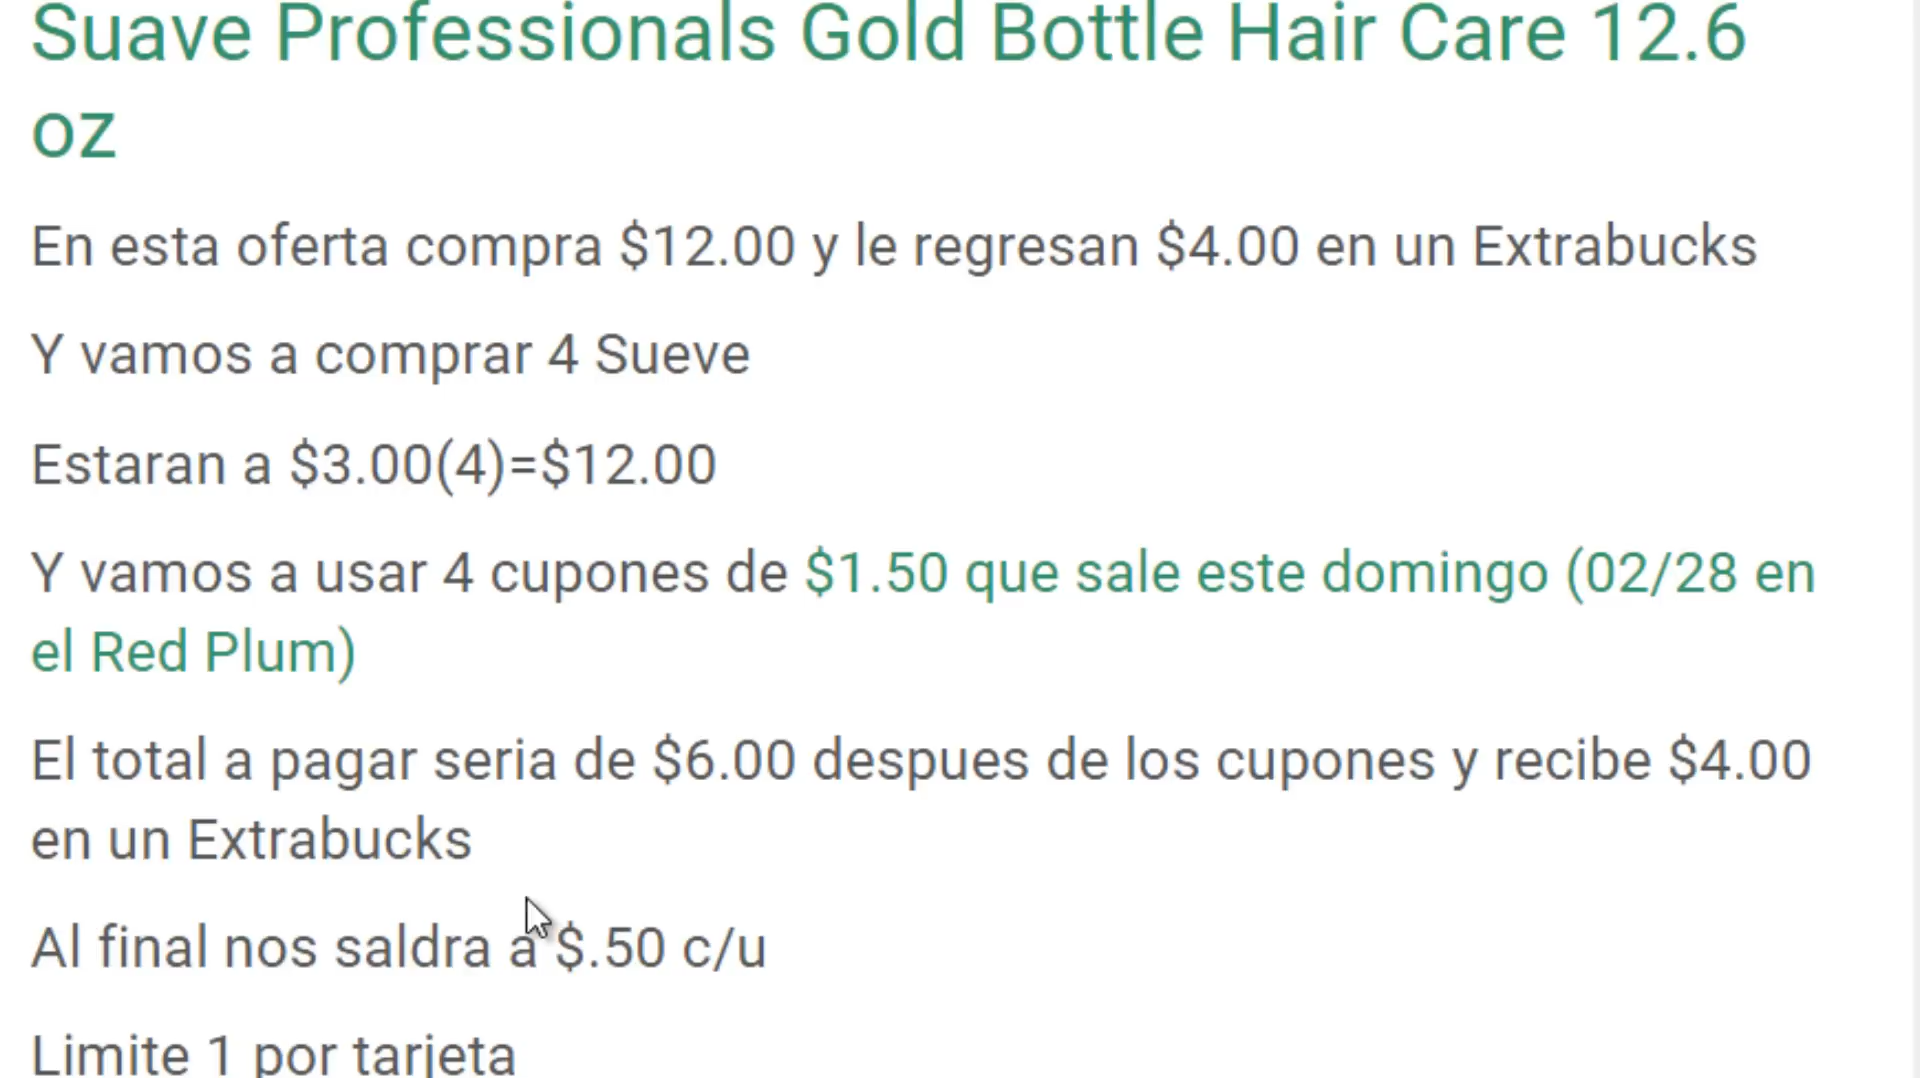 Suave Professionals Gold Bottle Hair Care 12.6
oz
En esta oferta compra $12.00 y le regresan $4.00 en un Extrabucks
Y vamos a comprar 4 Sueve
Estaran a $3.00(4)=$12.00
Y vamos a usar 4 cupones de $1.50 que sale este domingo (02/28 en
el Red Plum)
El total a pagar seria de $6.00 despues de los cupones y recibe $4.00
en un Extrabucks
Al final nos saldra a $.50 c/u
Limite 1 por tarjeta